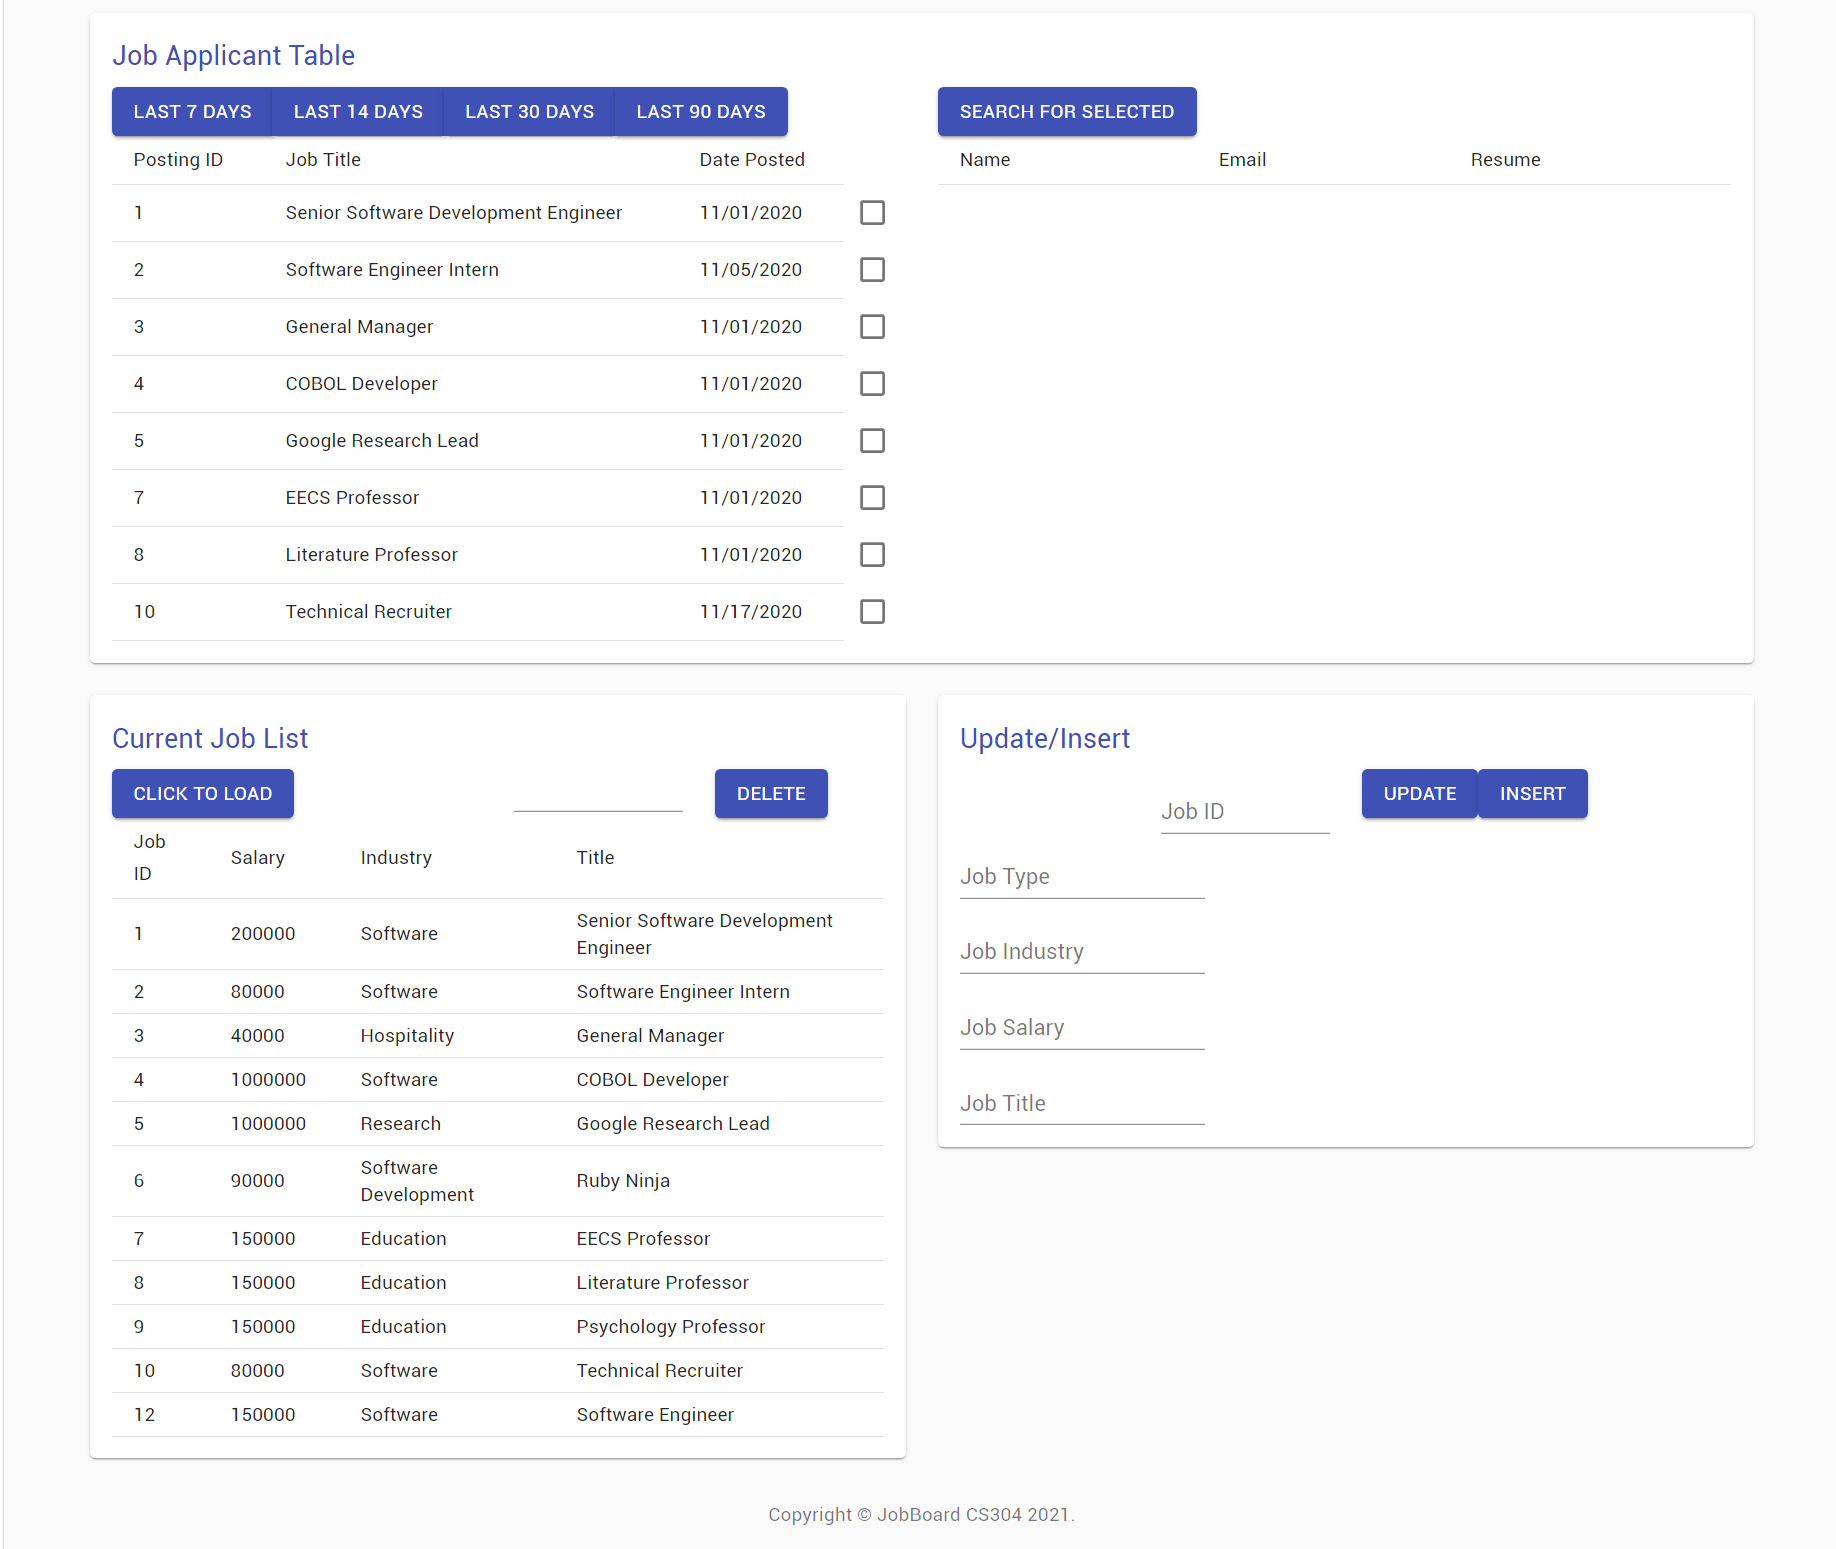 Job Applicant Table
LAST 7 DAYS LAST 14 DAYS LAST 30 DAYS LAST 90 DAYS
Posting ID Job Title Date Posted
1 Senior Software Development Engineer 11/01/2020
2 Software Engineer Intern 11/05/2020
3 General Manager 11/01/2020
4 COBOL Developer 11/01/2020
5 Google Research Lead 11/01/2020
7 EECS Professor 11/01/2020
8 Literature Professor 11/01/2020
10 Technical Recruiter 11/17/2020
SEARCH FOR SELECTED
Name Email Resume
Current Job List
CLICK TO LOAD DELETE
Job
ID
Salary Industry Title
1 200000 Software Senior Software Development
Engineer
2 80000 Software Software Engineer Intern
3 40000 Hospitality General Manager
4 1000000 Software COBOL Developer
5 1000000 Research Google Research Lead
6 90000 Software
Development
Ruby Ninja
7 150000 Education EECS Professor
8 150000 Education Literature Professor
9 150000 Education Psychology Professor
10 80000 Software Technical Recruiter
12 150000 Software Software Engineer
Update/Insert
Job ID UPDATE INSERT
Job Type
Job Industry
Job Salary
Job Title
Copyright © JobBoard CS304 2021.